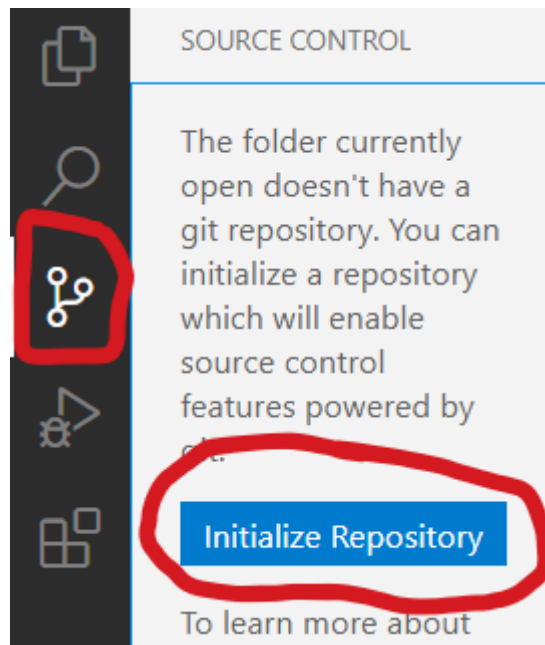 SOURCE CONTROL
The folder currently
open doesn't have a
git repository. You can
initialize a repository
which will enable
source control
features powered by
git.
Initialize Repository
To learn more about